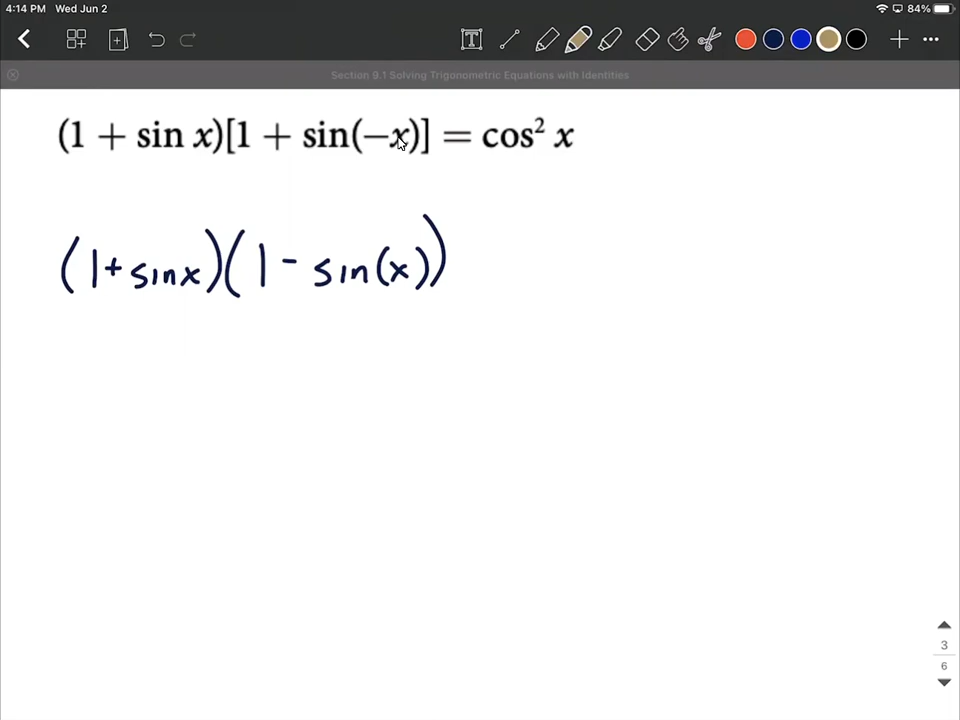 4:14 PM Wed Jun 2 84%
T
Section 9.1 Solving Trigonometric Equations with Identities
(1 + sin x)[1 + sin(−x)] = cos² x
(1 + sin x)(1 - sin(x))
3
6